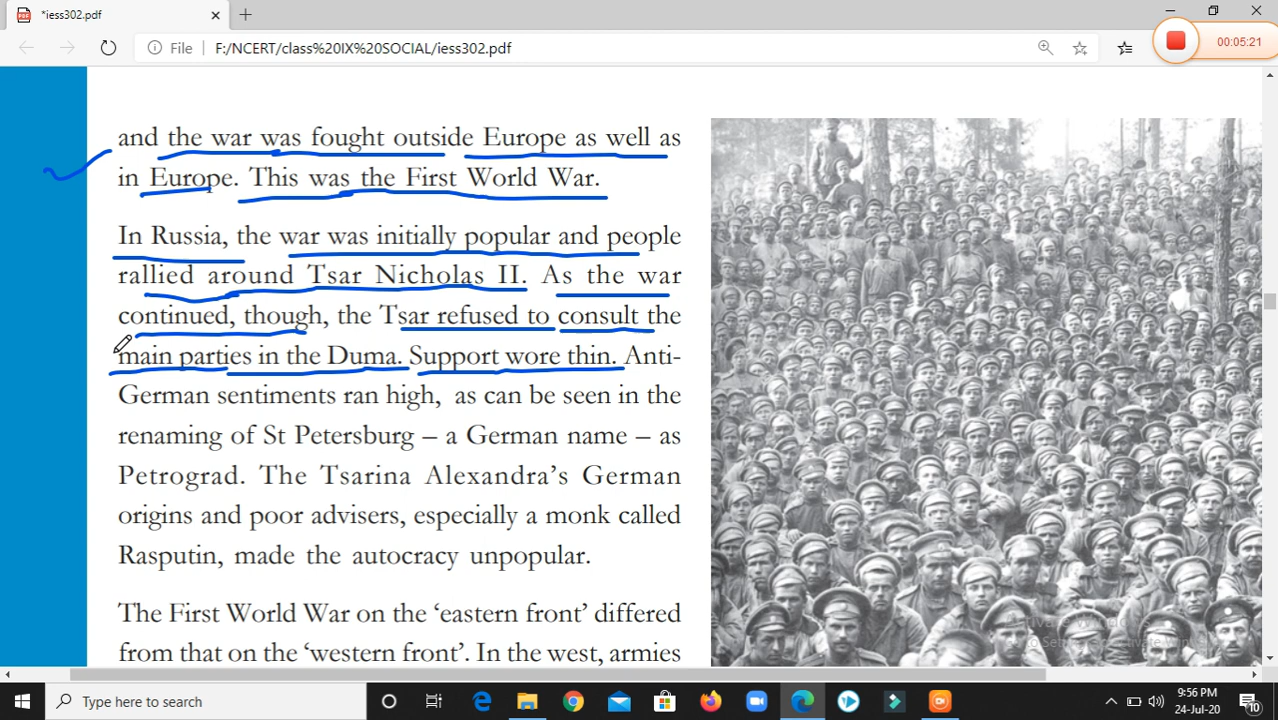 *iess302.pdf
File F:/NCERT/class%20IX%20SOCIAL/iess302.pdf
00:05:21
and the war was fought outside Europe as well as
in Europe. This was the First World War.
In Russia, the war was initially popular and people
rallied around Tsar Nicholas II. As the war
continued, though, the Tsar refused to consult the
main parties in the Duma. Support wore thin. Anti-
German sentiments ran high, as can be seen in the
renaming of St Petersburg – a German name – as
Petrograd. The Tsarina Alexandra’s German
origins and poor advisers, especially a monk called
Rasputin, made the autocracy unpopular.
The First World War on the ‘eastern front’ differed
from that on the ‘western front’. In the west, armies
Type here to search
9:56 PM
24-Jul-20
10